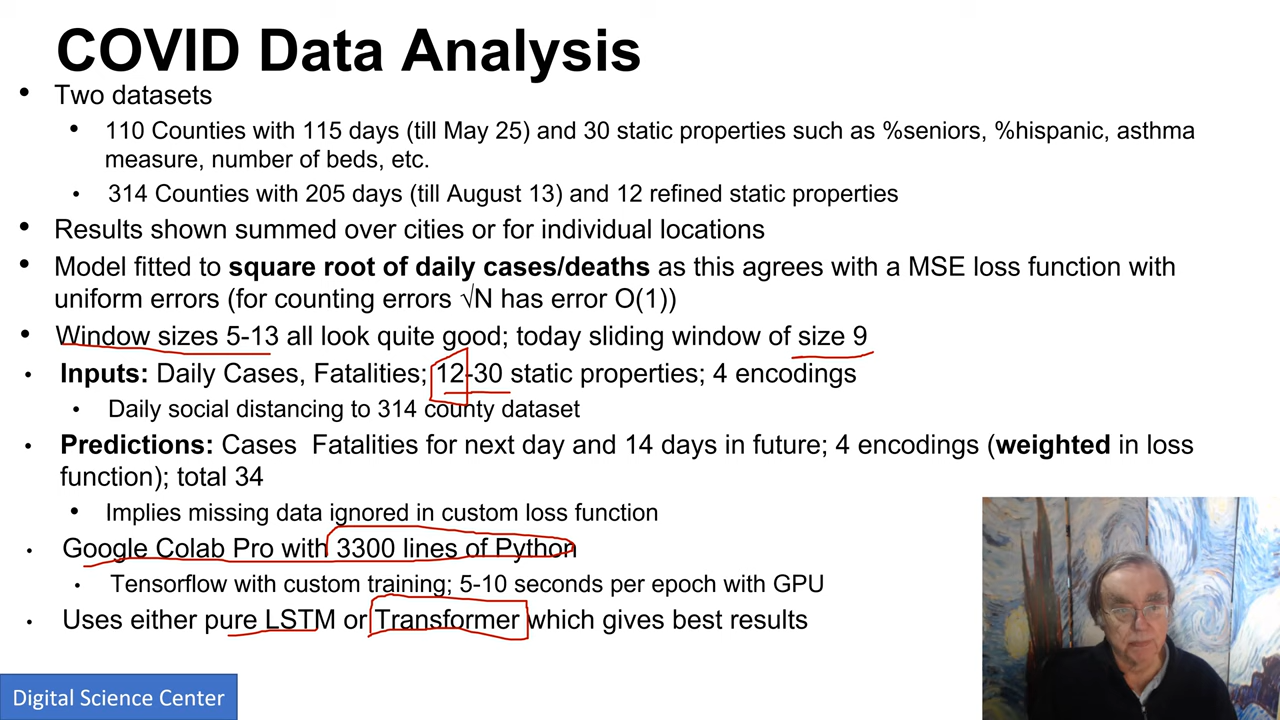 COVID Data Analysis
• Two datasets
• 110 Counties with 115 days (till May 25) and 30 static properties such as %seniors, %hispanic, asthma
measure, number of beds, etc.
• 314 Counties with 205 days (till August 13) and 12 refined static properties
• Results shown summed over cities or for individual locations
• Model fitted to square root of daily cases/deaths as this agrees with a MSE loss function with
uniform errors (for counting errors √N has error O(1))
• Window sizes 5-13 all look quite good; today sliding window of size 9
• Inputs: Daily Cases, Fatalities; 12-30 static properties; 4 encodings
• Daily social distancing to 314 county dataset
• Predictions: Cases  Fatalities for next day and 14 days in future; 4 encodings (weighted in loss
function); total 34
• Implies missing data ignored in custom loss function
• Google Colab Pro with 3300 lines of Python
• Tensorflow with custom training; 5-10 seconds per epoch with GPU
• Uses either pure LSTM or Transformer which gives best results
Digital Science Center